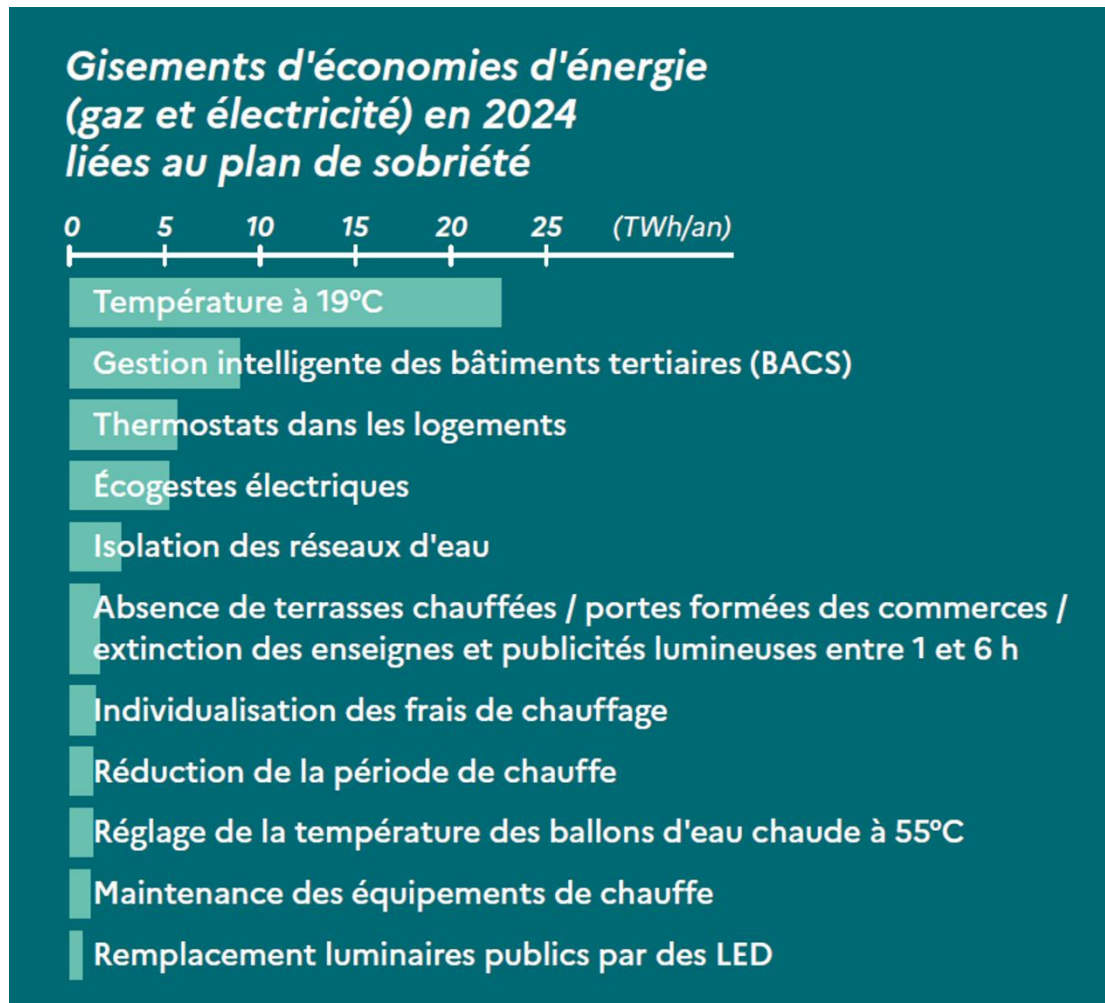 Gisements d'économies d'énergie
(gaz et électricité) en 2024
liées au plan de sobriété
0 5 10 15 20 25 (TWh/an)
Température à 19°C
Gestion intelligente des bâtiments tertiaires (BACS)
Thermostats dans les logements
Écogestes électriques
Isolation des réseaux d'eau
Absence de terrasses chauffées / portes formées des commerces /
extinction des enseignes et publicités lumineuses entre 1 et 6 h
Individualisation des frais de chauffage
Réduction de la période de chauffe
Réglage de la température des ballons d'eau chaude à 55°C
Maintenance des équipements de chauffe
Remplacement luminaires publics par des LED